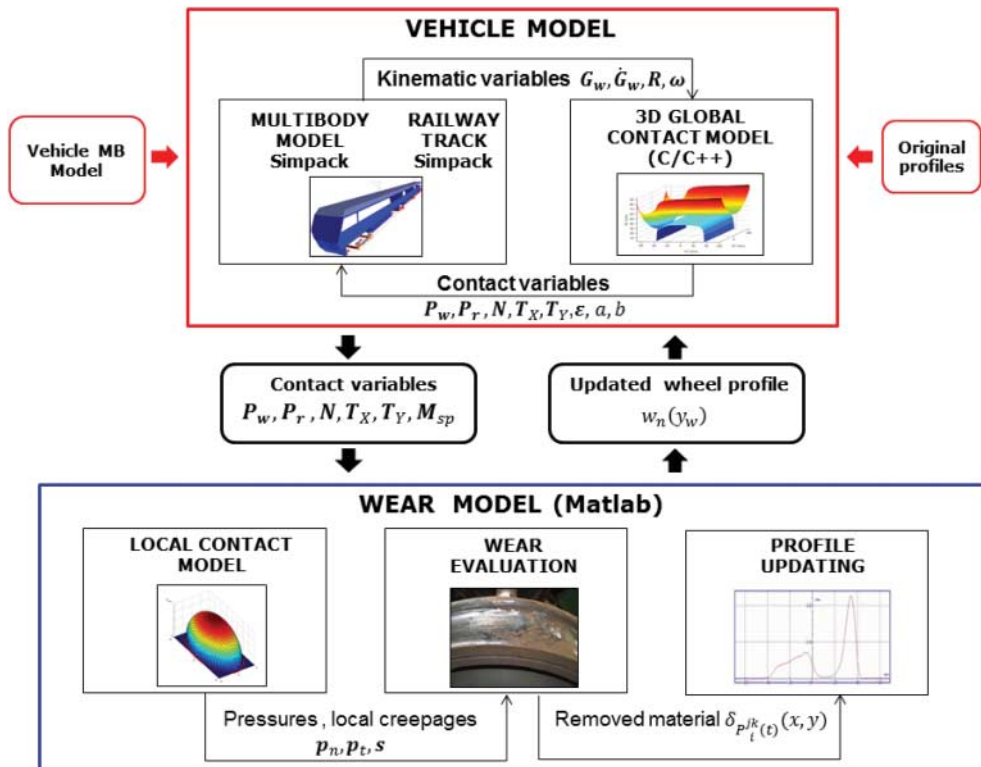 VEHICLE MODEL
Kinematic variables G_w, Ġ_w, R, ω
MULTIBODY
MODEL
Simpack
RAILWAY
TRACK
Simpack
3D GLOBAL
CONTACT MODEL
(C/C++)
Vehicle MB
Model
Original
profiles
Contact variables
P_w, P_r , N, T_X, T_Y, ε, a, b
Contact variables
P_w, P_r , N, T_X, T_Y, M_sp
Updated wheel profile
w_n(y_w)
WEAR MODEL (Matlab)
LOCAL CONTACT
MODEL
WEAR
EVALUATION
PROFILE
UPDATING
Pressures , local creepages
p_n, p_t, s
Removed material δ_{P_i^{jk}(t)}(x, y)